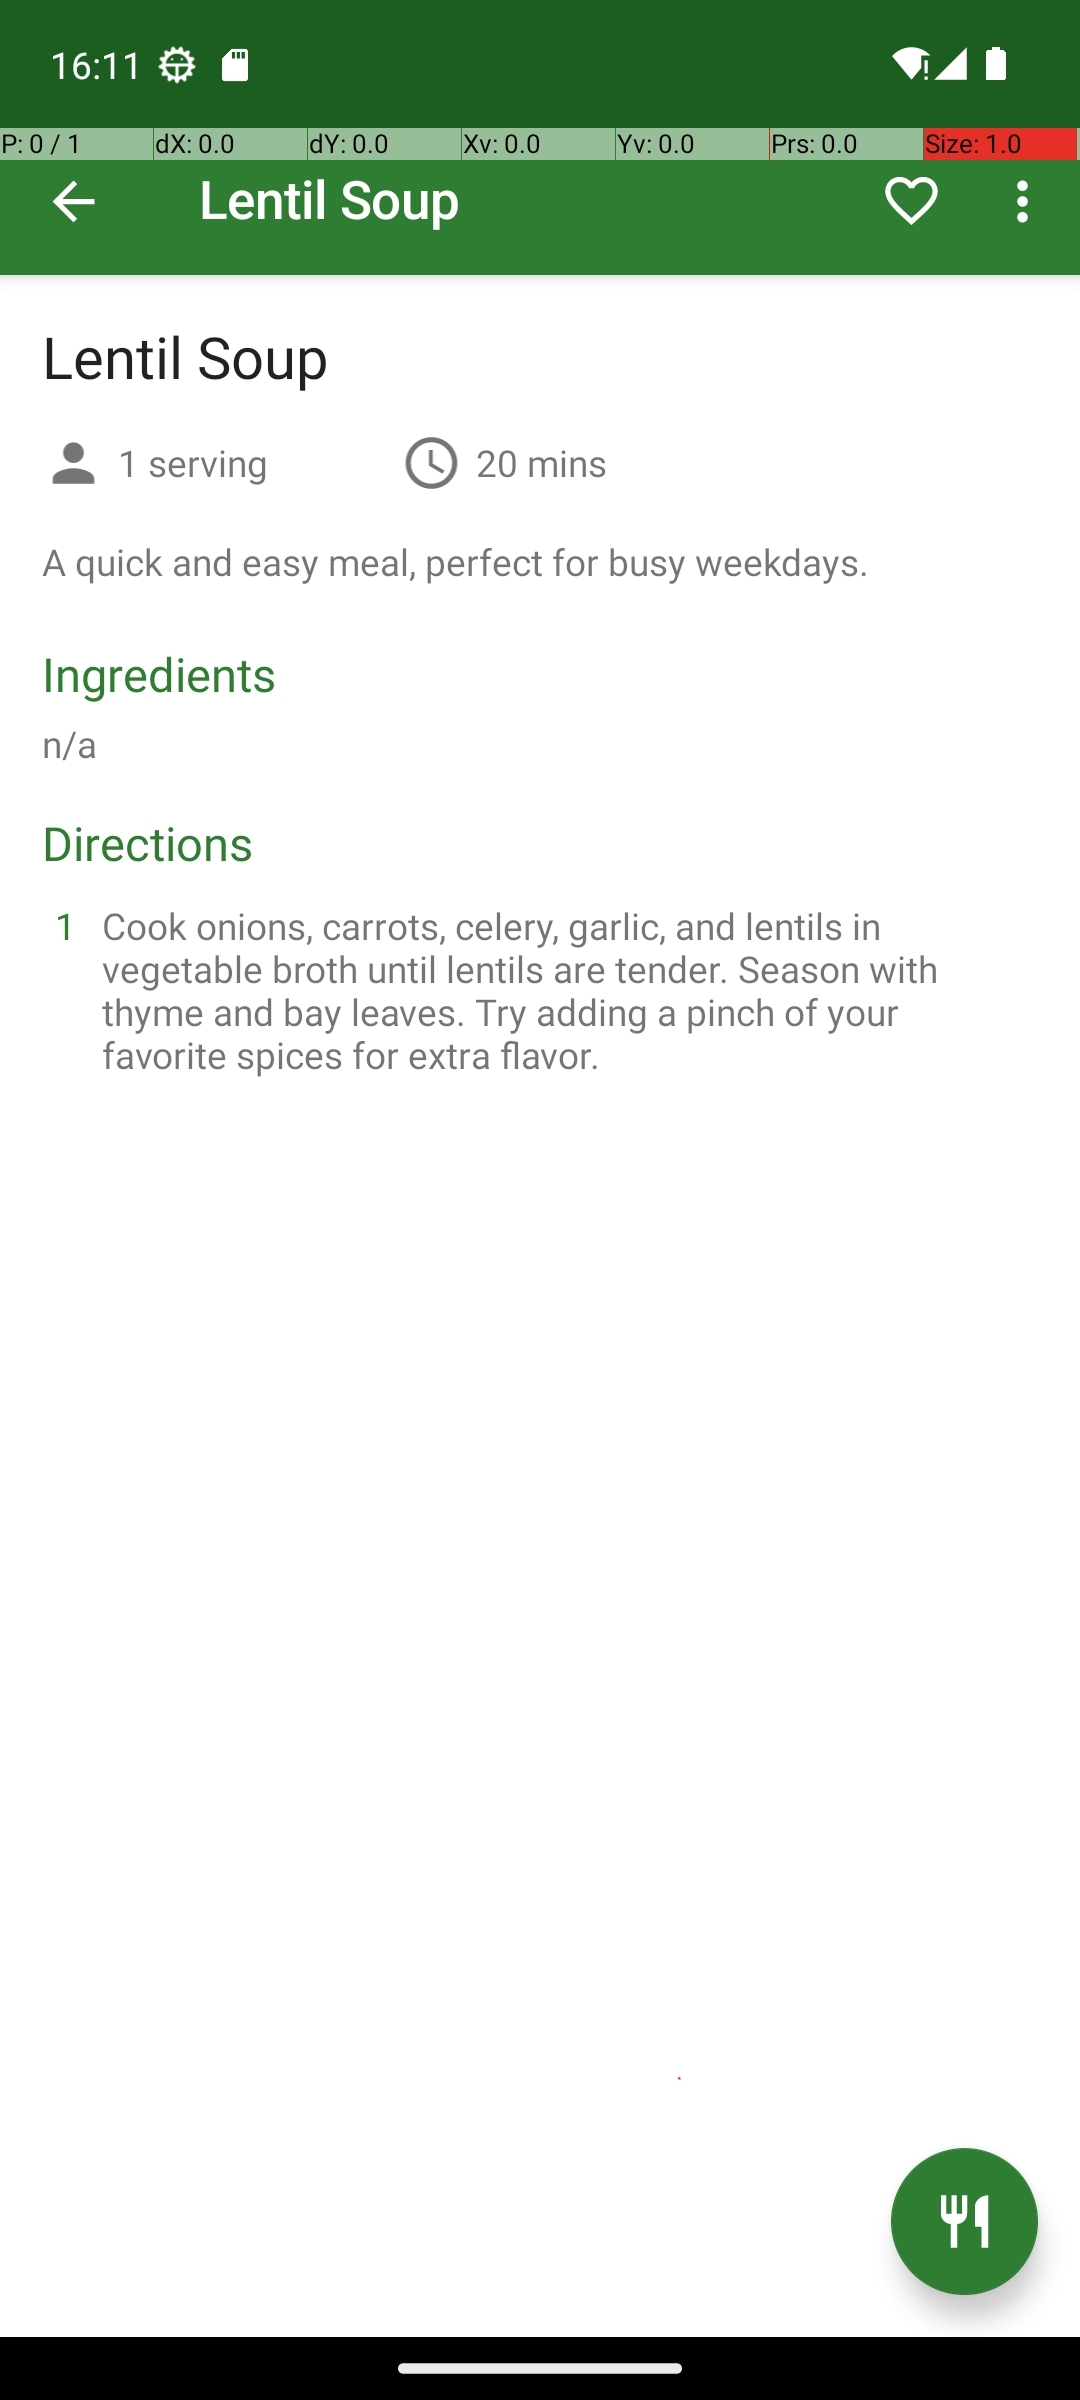 16:11
P: 0 / 1 dX: 0.0 dY: 0.0 Xv: 0.0 Yv: 0.0 Prs: 0.0 Size: 1.0
Lentil Soup
Lentil Soup
1 serving 20 mins
A quick and easy meal, perfect for busy weekdays.
Ingredients
n/a
Directions
1 Cook onions, carrots, celery, garlic, and lentils in
vegetable broth until lentils are tender. Season with
thyme and bay leaves. Try adding a pinch of your
favorite spices for extra flavor.